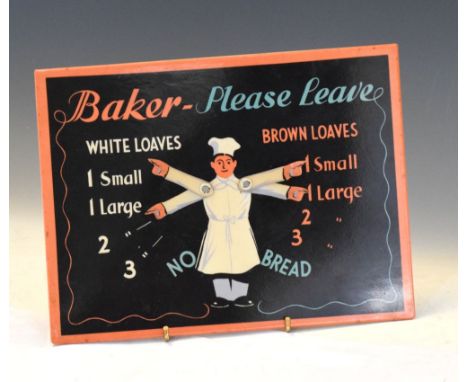 Baker - Please Leave
WHITE LOAVES
1 Small
1 Large
2 "
3 "
BROWN LOAVES
1 Small
1 Large
2 "
3 "
NO BREAD